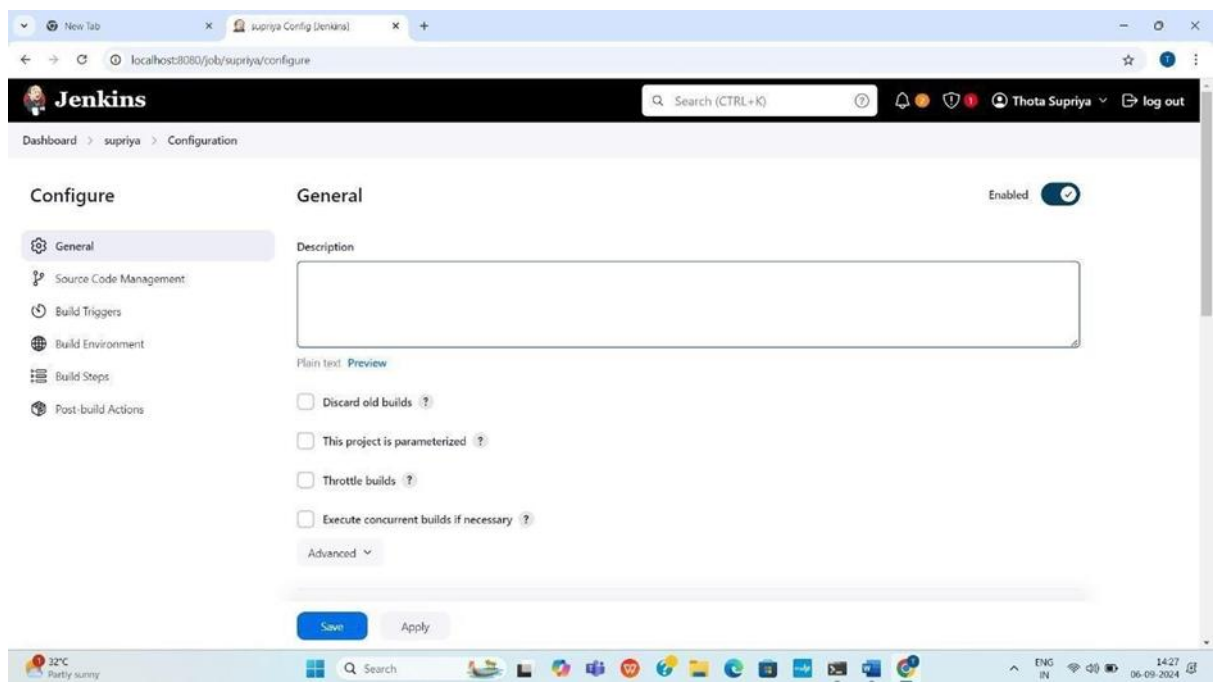 New Tab
supriya Config [Jenkins]
localhost:8080/job/supriya/configure
T
Jenkins
Search (CTRL+K)
Thota Supriya
log out
Dashboard > supriya > Configuration
Configure
General
Source Code Management
Build Triggers
Build Environment
Build Steps
Post-build Actions
General
Enabled
Description
Plain text Preview
Discard old builds ?
This project is parameterized ?
Throttle builds ?
Execute concurrent builds if necessary ?
Advanced
Save Apply
32°C
Partly sunny
Search
ENG
IN
14:27
06-09-2024